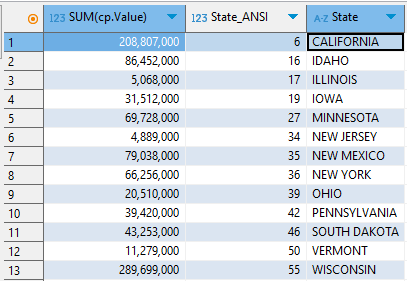 123 SUM(cp.Value) 123 State_ANSI A-Z State
1 208,807,000 6 CALIFORNIA
2 86,452,000 16 IDAHO
3 5,068,000 17 ILLINOIS
4 31,512,000 19 IOWA
5 69,728,000 27 MINNESOTA
6 4,889,000 34 NEW JERSEY
7 79,038,000 35 NEW MEXICO
8 66,256,000 36 NEW YORK
9 20,510,000 39 OHIO
10 39,420,000 42 PENNSYLVANIA
11 43,253,000 46 SOUTH DAKOTA
12 11,279,000 50 VERMONT
13 289,699,000 55 WISCONSIN